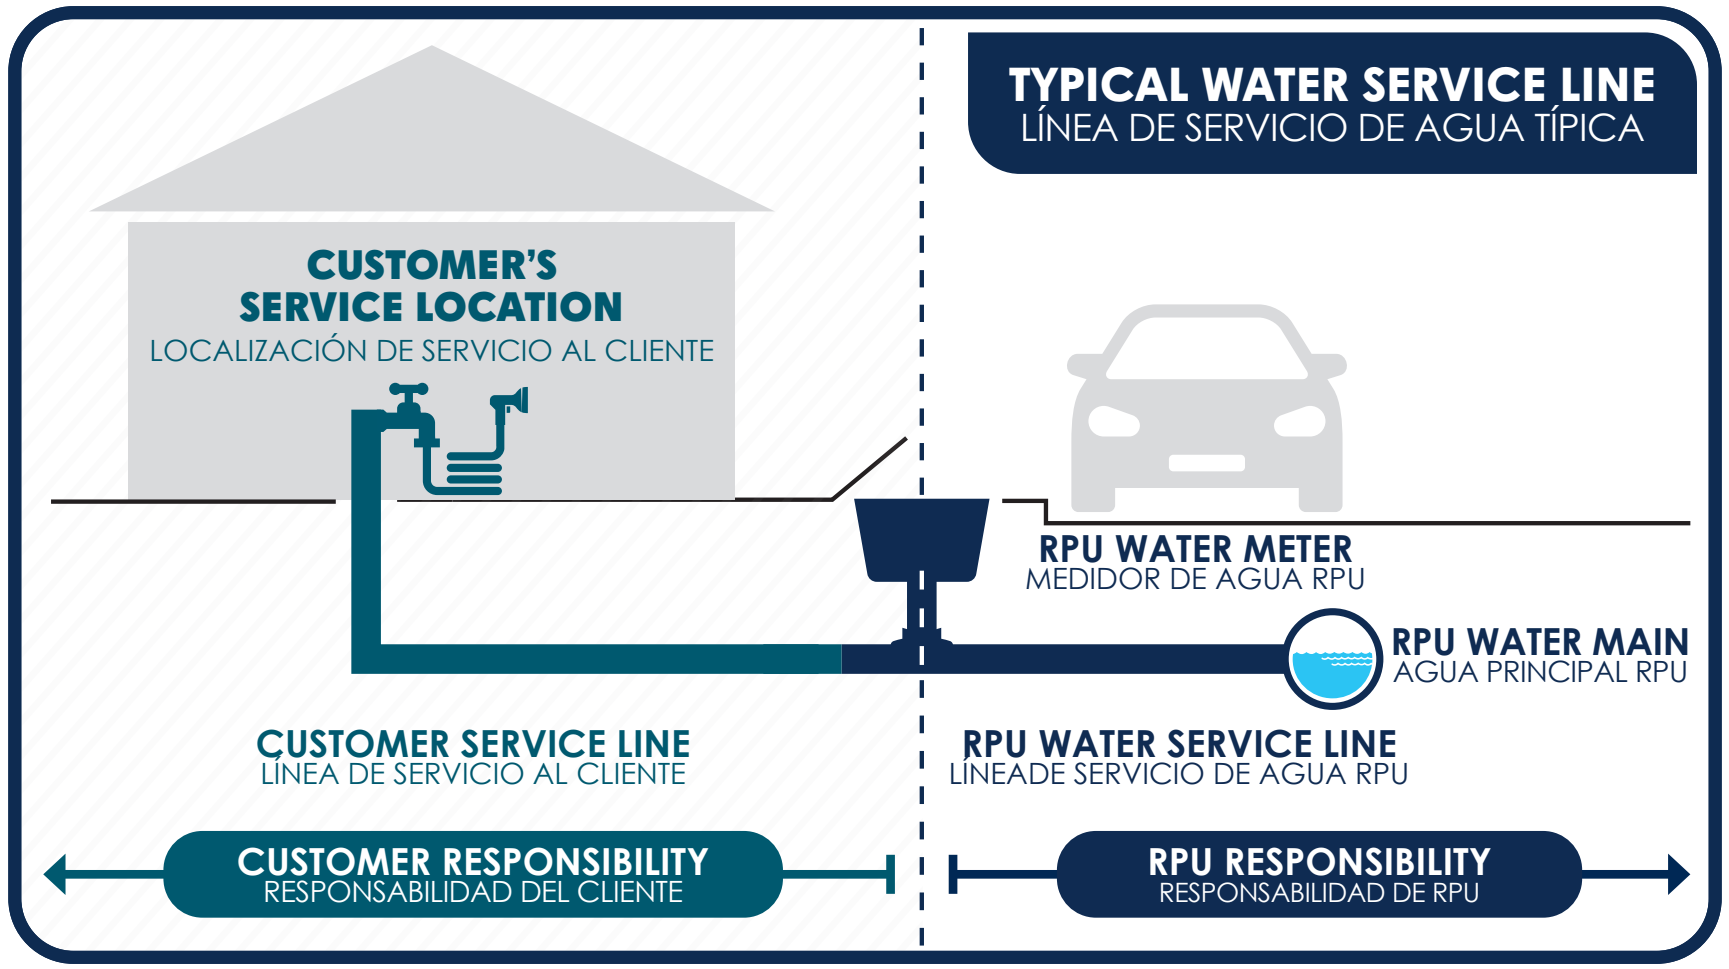 TYPICAL WATER SERVICE LINE
LÍNEA DE SERVICIO DE AGUA TÍPICA
CUSTOMER'S
SERVICE LOCATION
LOCALIZACIÓN DE SERVICIO AL CLIENTE
RPU WATER METER
MEDIDOR DE AGUA RPU
RPU WATER MAIN
AGUA PRINCIPAL RPU
CUSTOMER SERVICE LINE
LÍNEA DE SERVICIO AL CLIENTE
RPU WATER SERVICE LINE
LÍNEADE SERVICIO DE AGUA RPU
CUSTOMER RESPONSIBILITY
RESPONSABILIDAD DEL CLIENTE
RPU RESPONSIBILITY
RESPONSABILIDAD DE RPU